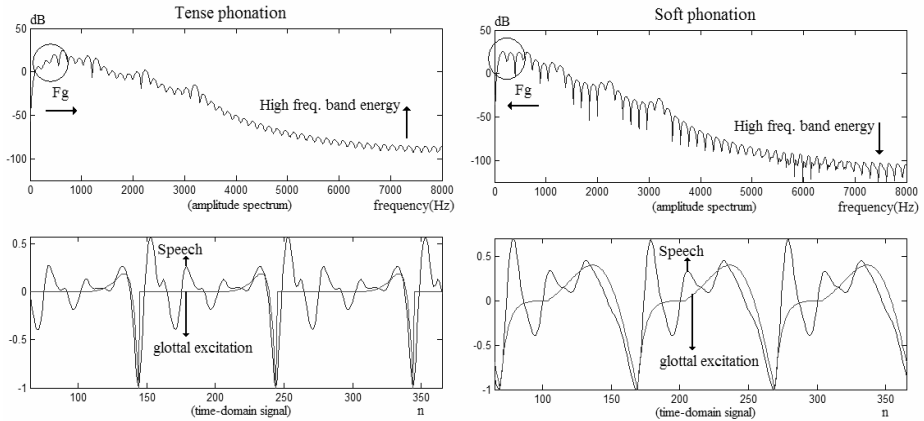 Tense phonation
dB
50
0
-50
-100
Fg
High freq. band energy
0 1000 2000 3000 4000 5000 6000 7000 8000
(amplitude spectrum) frequency(Hz)
Soft phonation
dB
50
0
-50
-100
Fg
High freq. band energy
0 1000 2000 3000 4000 5000 6000 7000 8000
(amplitude spectrum) frequency(Hz)
0.5
0
-1
Speech
glottal excitation
100 150 200 250 300 350
(time-domain signal) n
0.5
0
-1
Speech
glottal excitation
100 150 200 250 300 350
(time-domain signal) n